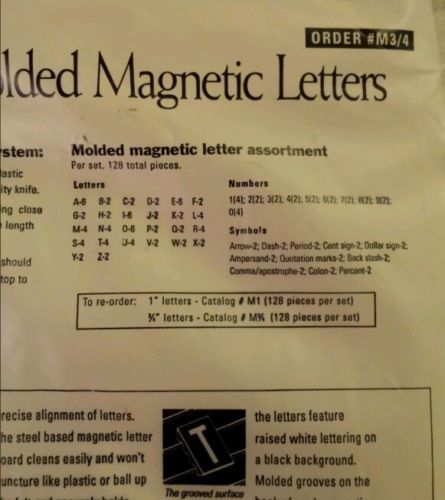 ORDER #M3/4
lded Magnetic Letters
stem:
astic
ity knife.
ng close
length
should
top to
Molded magnetic letter assortment
Per set. 128 total pieces.
Letters
A-6 B-2 C-2 D-2 E-6 F-2
G-2 H-2 I-6 J-2 K-2 L-4
M-4 N-4 O-6 P-2 Q-2 R-4
S-4 T-4 U-4 V-2 W-2 X-2
Y-2 Z-2
Numbers
1(4); 2(2); 3(2); 4(2); 5(2); 6(2); 7(2); 8(2); 9(2);
0(4)
Symbols
Arrow-2; Dash-2; Period-2; Cent sign-2; Dollar sign-2;
Ampersand-2; Quotation marks-2; Back slash-2;
Comma/apostrophe-2; Colon-2; Percent-2
To re-order: 1" letters - Catalog # M1 (128 pieces per set)
¾" letters - Catalog # M¾ (128 pieces per set)
recise alignment of letters.
he steel based magnetic letter
oard cleans easily and won't
uncture like plastic or ball up
T
The grooved surface
the letters feature
raised white lettering on
a black background.
Molded grooves on the